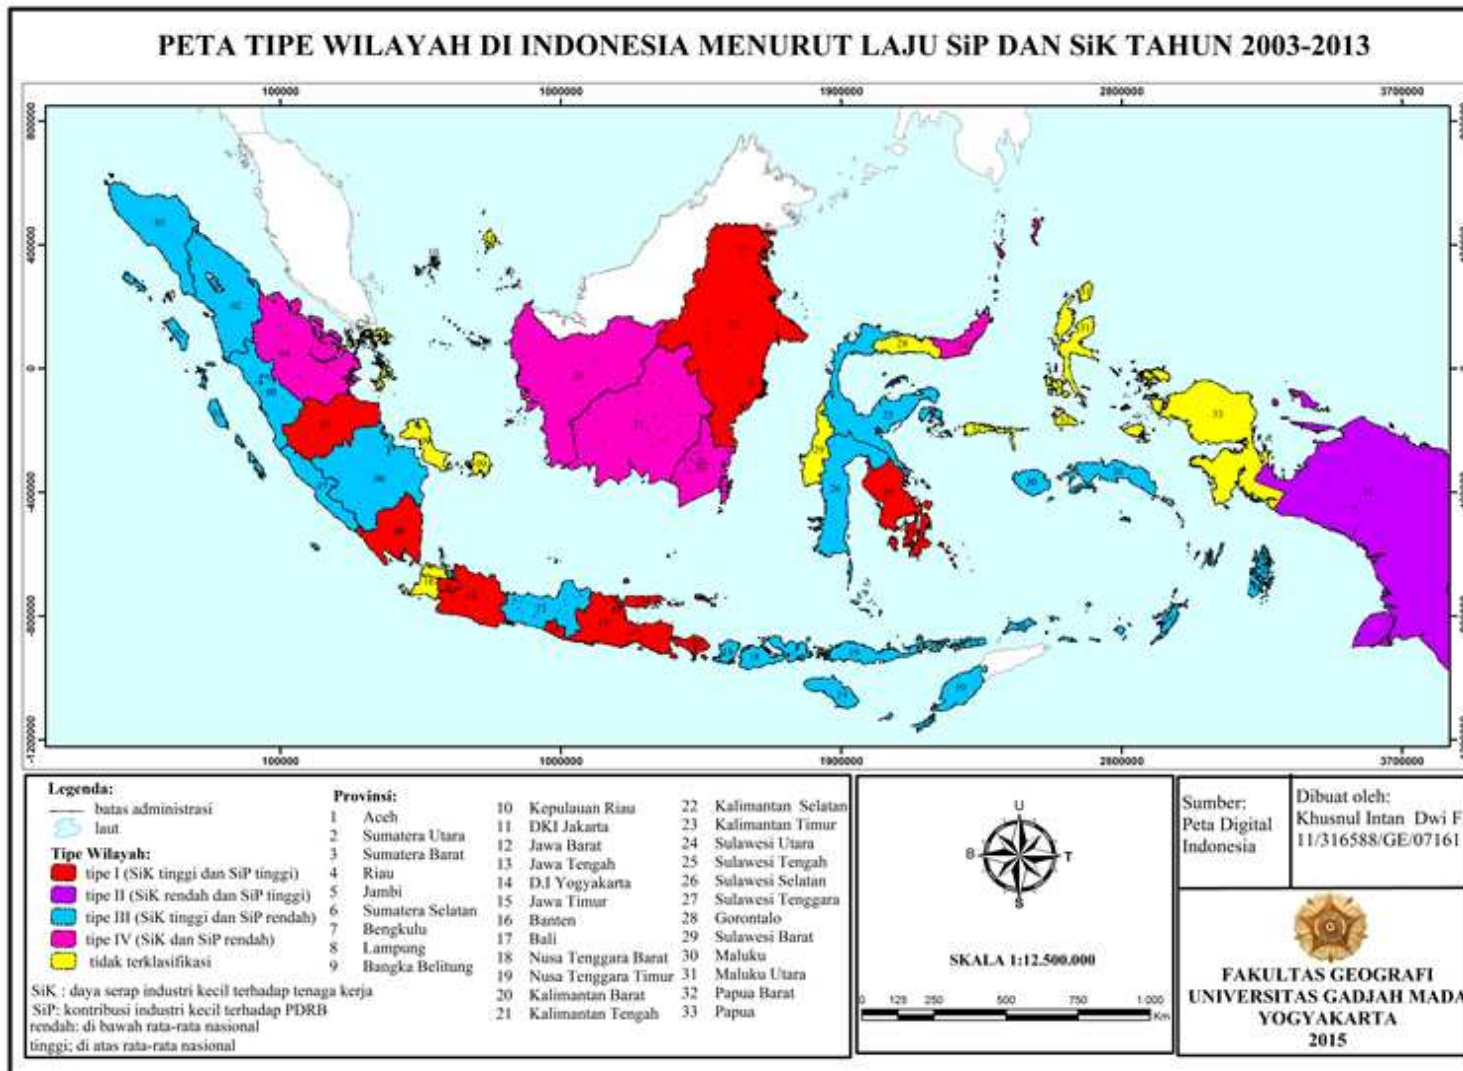 PETA TIPE WILAYAH DI INDONESIA MENURUT LAJU SiP DAN SiK TAHUN 2003-2013
100000 1000000 1900000 2800000 3700000
800000
400000
0
-400000
-800000
-1200000
100000 1000000 1900000 2800000 3700000
Legenda:
batas administrasi
laut
Tipe Wilayah:
tipe I (SiK tinggi dan SiP tinggi)
tipe II (SiK rendah dan SiP tinggi)
tipe III (SiK tinggi dan SiP rendah)
tipe IV (SiK dan SiP rendah)
tidak terklasifikasi
SiK : daya serap industri kecil terhadap tenaga kerja
SiP: kontribusi industri kecil terhadap PDRB
rendah: di bawah rata-rata nasional
tinggi; di atas rata-rata nasional
Provinsi:
1 Aceh
2 Sumatera Utara
3 Sumatera Barat
4 Riau
5 Jambi
6 Sumatera Selatan
7 Bengkulu
8 Lampung
9 Bangka Belitung
10 Kepulauan Riau
11 DKI Jakarta
12 Jawa Barat
13 Jawa Tengah
14 D.I Yogyakarta
15 Jawa Timur
16 Banten
17 Bali
18 Nusa Tenggara Barat
19 Nusa Tenggara Timur
20 Kalimantan Barat
21 Kalimantan Tengah
22 Kalimantan Selatan
23 Kalimantan Timur
24 Sulawesi Utara
25 Sulawesi Tengah
26 Sulawesi Selatan
27 Sulawesi Tenggara
28 Gorontalo
29 Sulawesi Barat
30 Maluku
31 Maluku Utara
32 Papua Barat
33 Papua
U
B T
S
SKALA 1:12.500.000
0 125 250 500 750 1.000
Km
Sumber:
Peta Digital
Indonesia
Dibuat oleh:
Khusnul Intan Dwi F
11/316588/GE/07161
FAKULTAS GEOGRAFI
UNIVERSITAS GADJAH MADA
YOGYAKARTA
2015